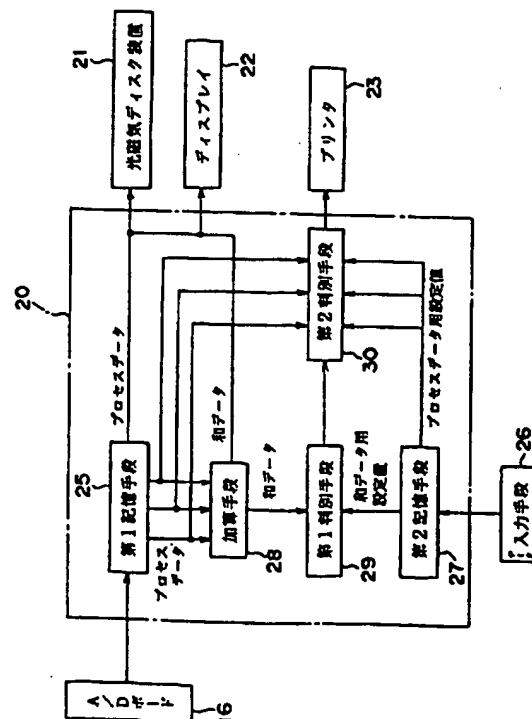 光磁気ディスク装置
21
ディスプレイ
22
プリンタ
23
20
プロセスデータ
和データ
第2判別手段
30
プロセスデータ用設定値
第1記憶手段
25
プロセス
データ
加算手段
28
和データ
第1判別手段
29
和データ用
設定値
第2記憶手段
27
入力手段
26
A/Dボード
16